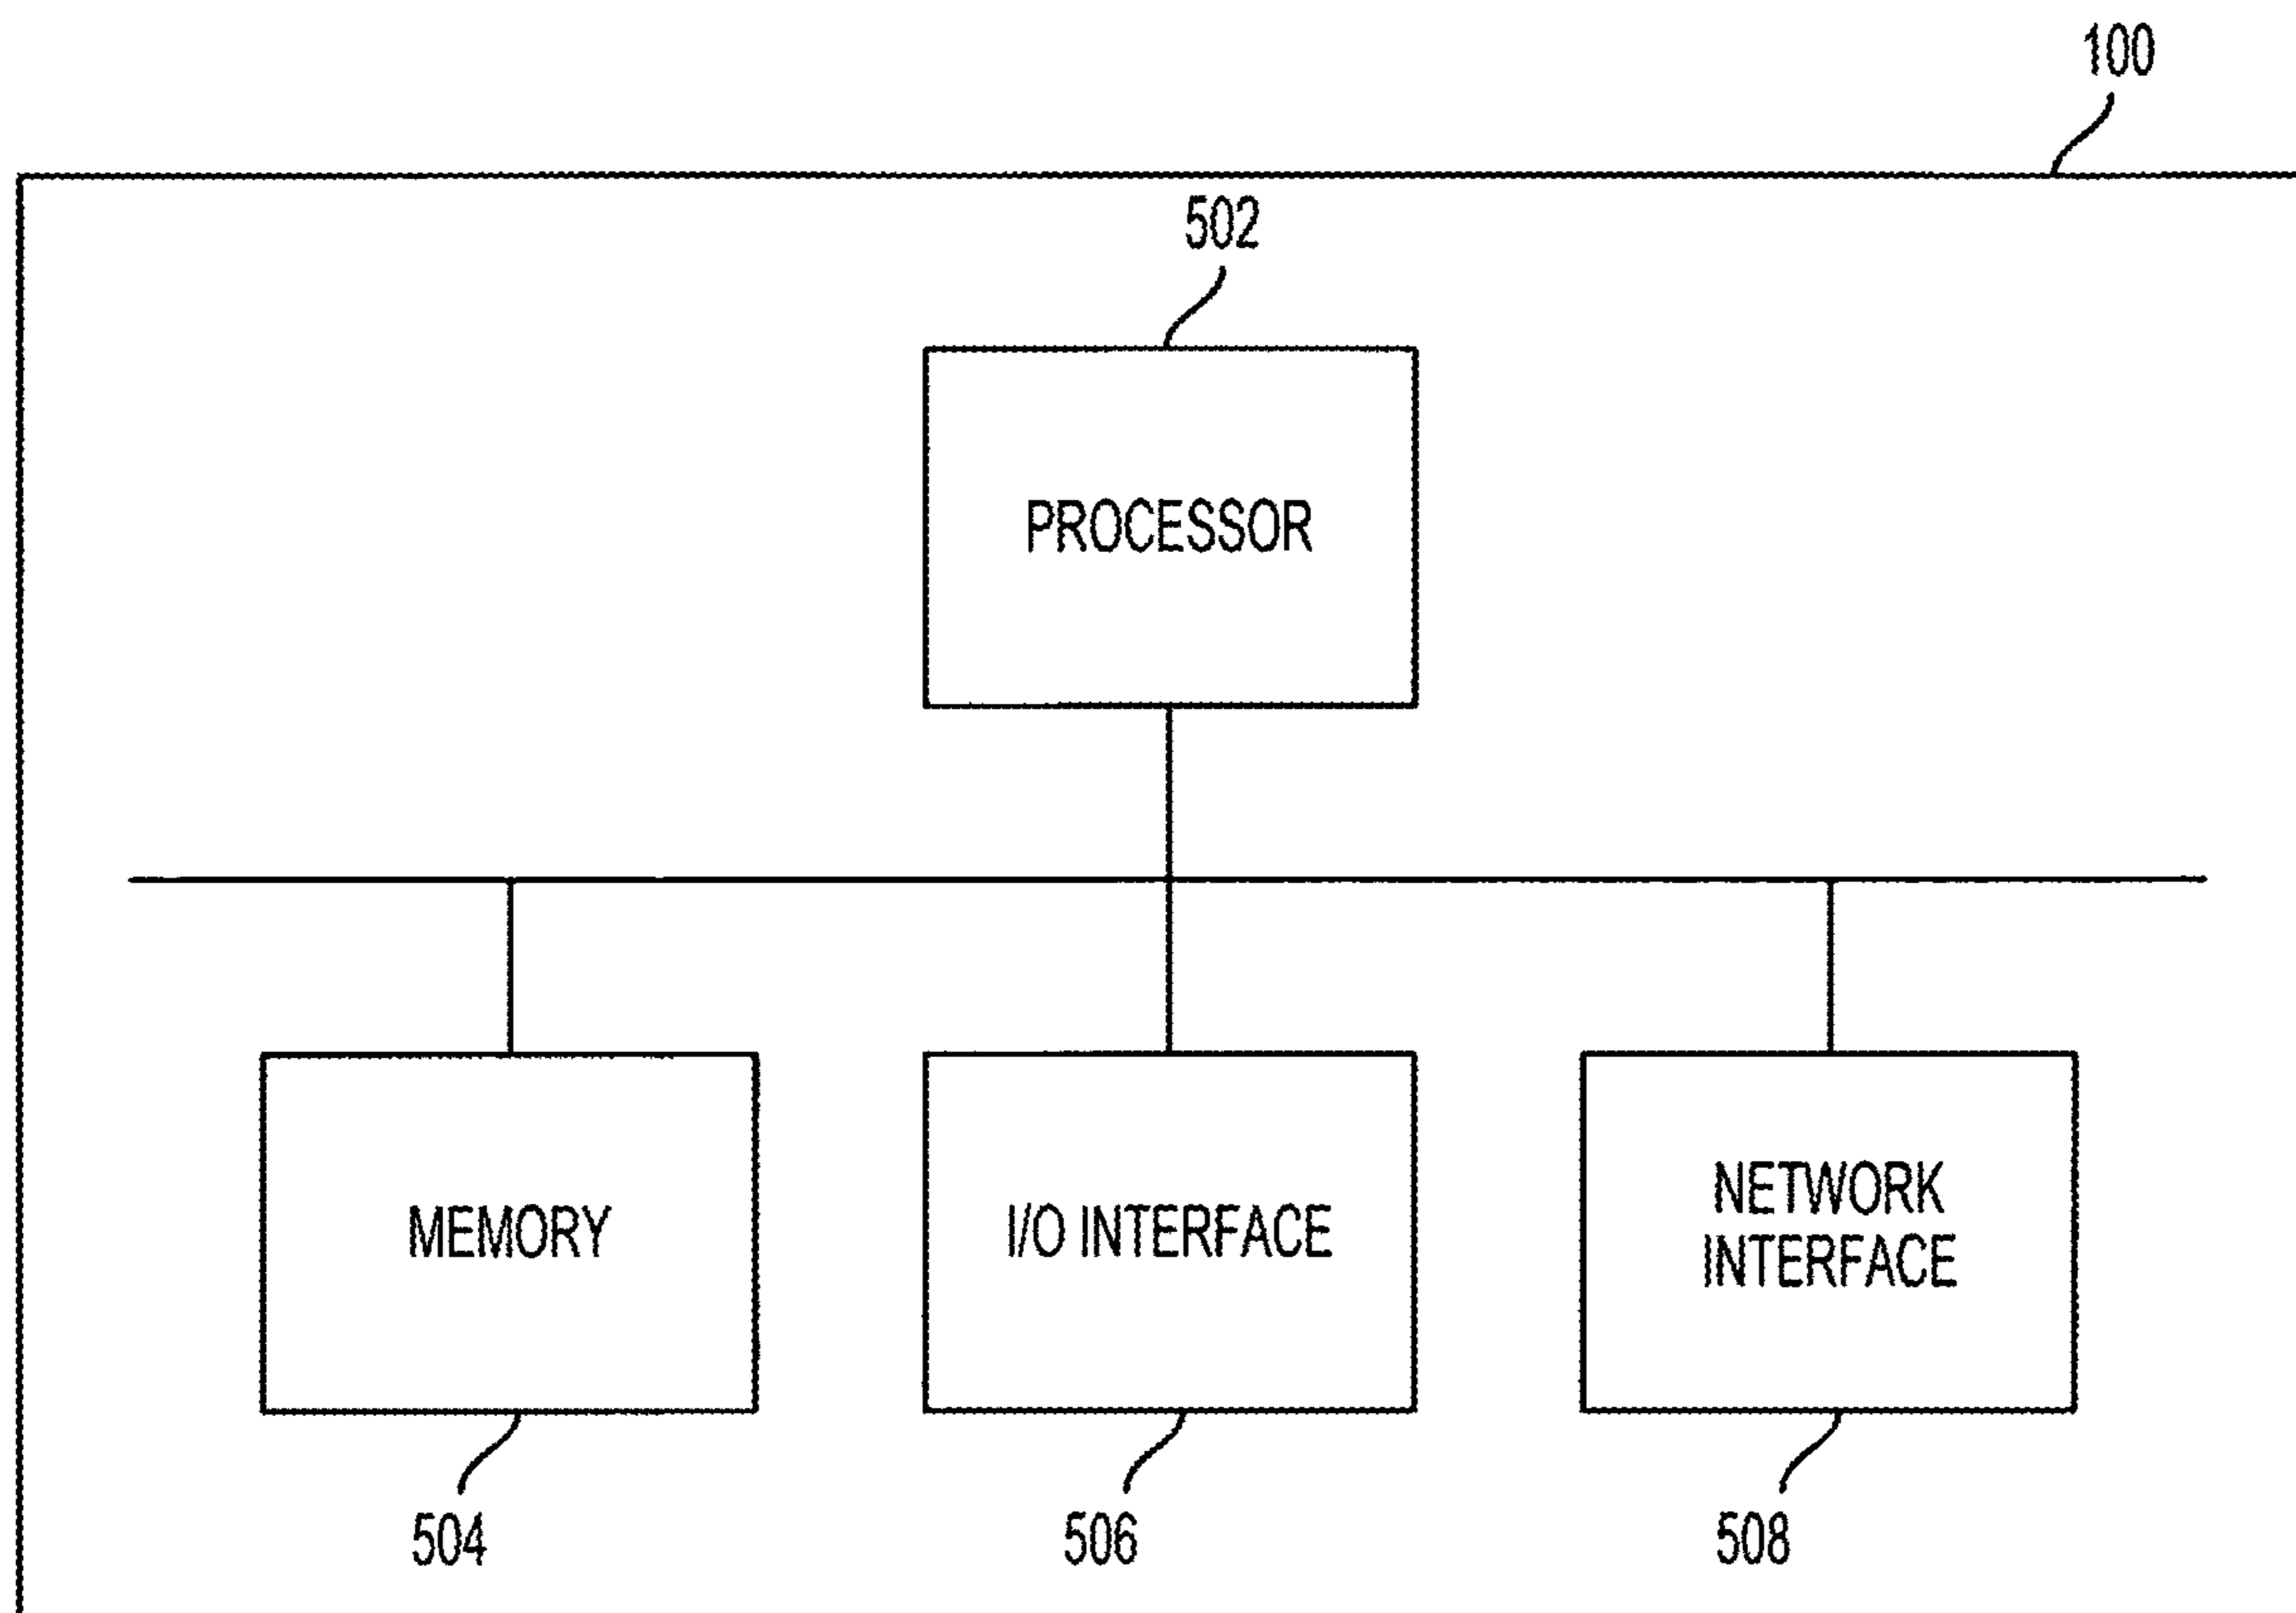 100
502
PROCESSOR
MEMORY
I/O INTERFACE
NETWORK
INTERFACE
504
506
508